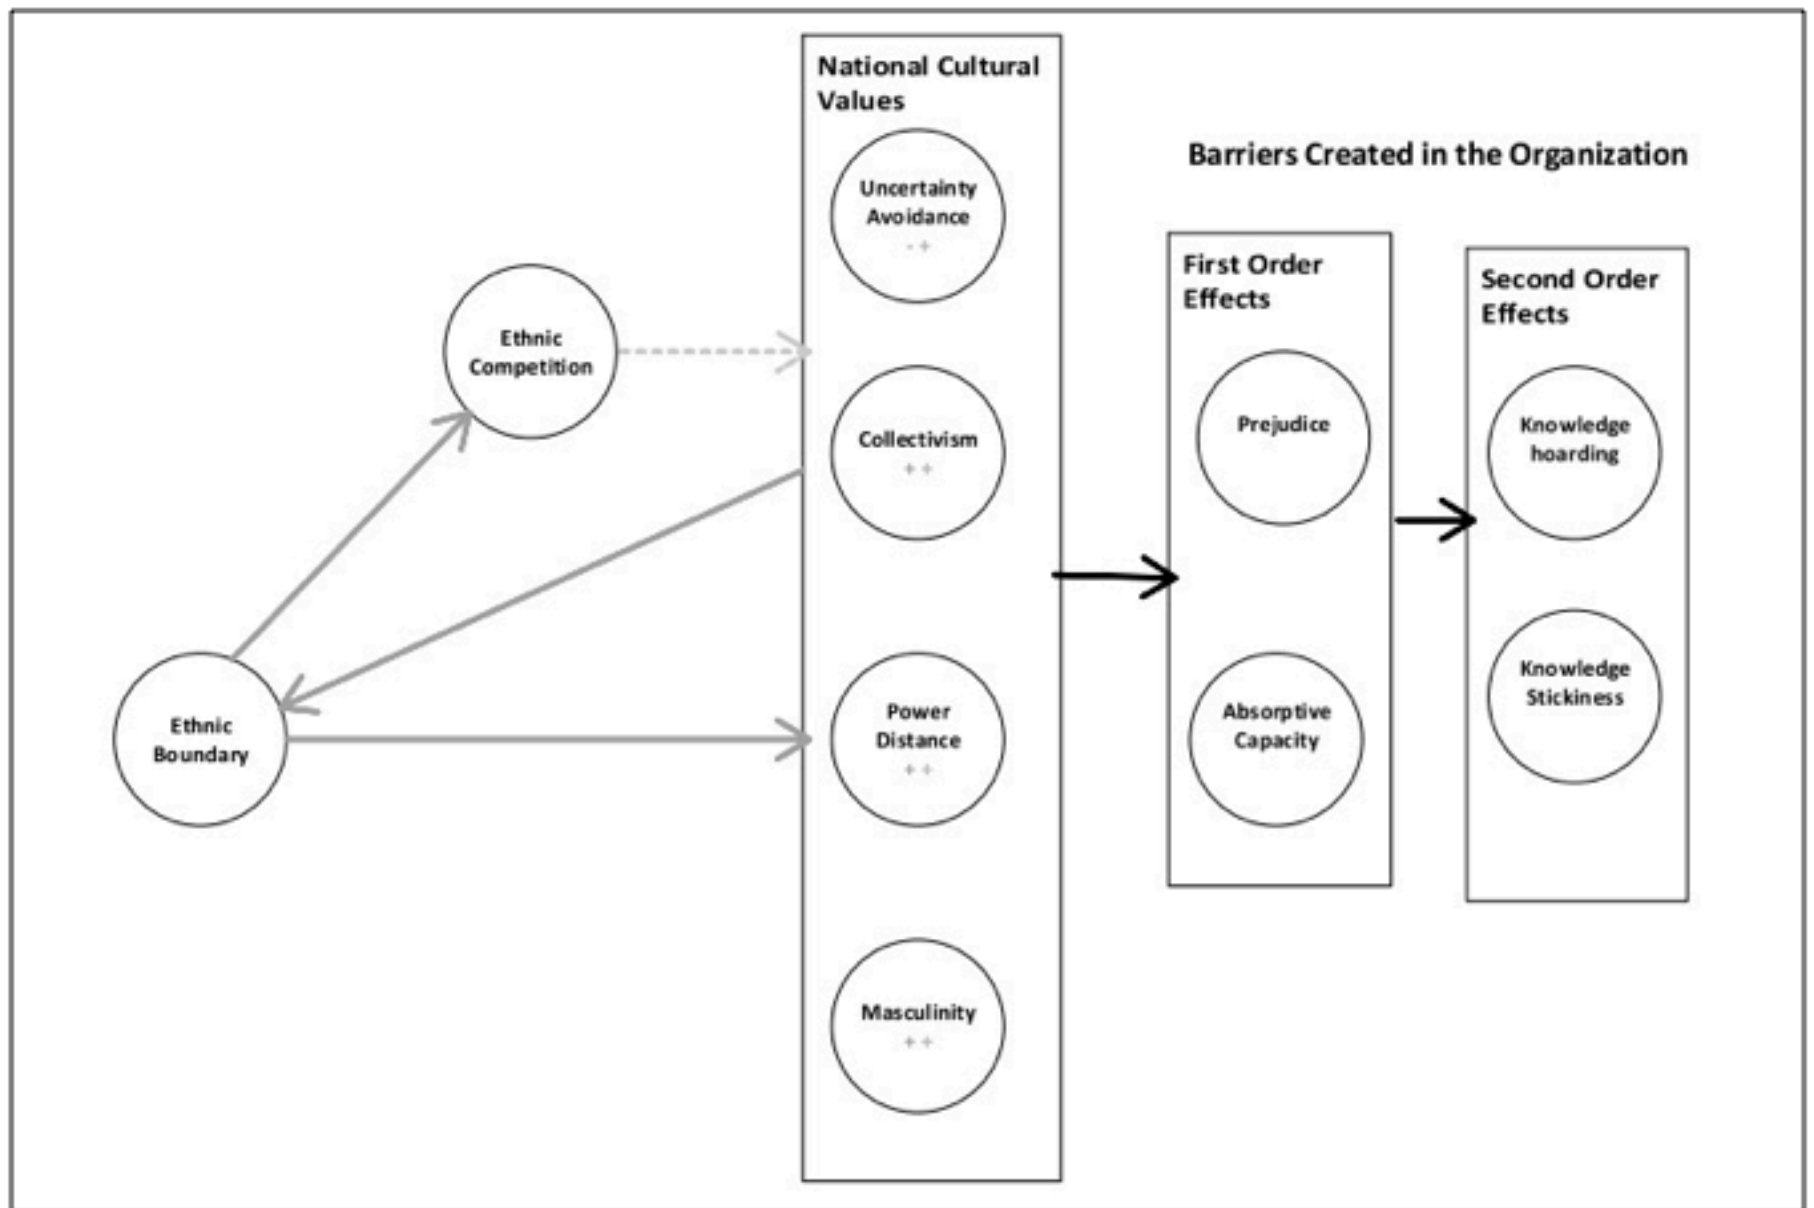 National Cultural
Values
Uncertainty
Avoidance
- +
Collectivism
+ +
Power
Distance
+ +
Masculinity
+ +
Ethnic
Competition
Ethnic
Boundary
Barriers Created in the Organization
First Order
Effects
Prejudice
Absorptive
Capacity
Second Order
Effects
Knowledge
hoarding
Knowledge
Stickiness